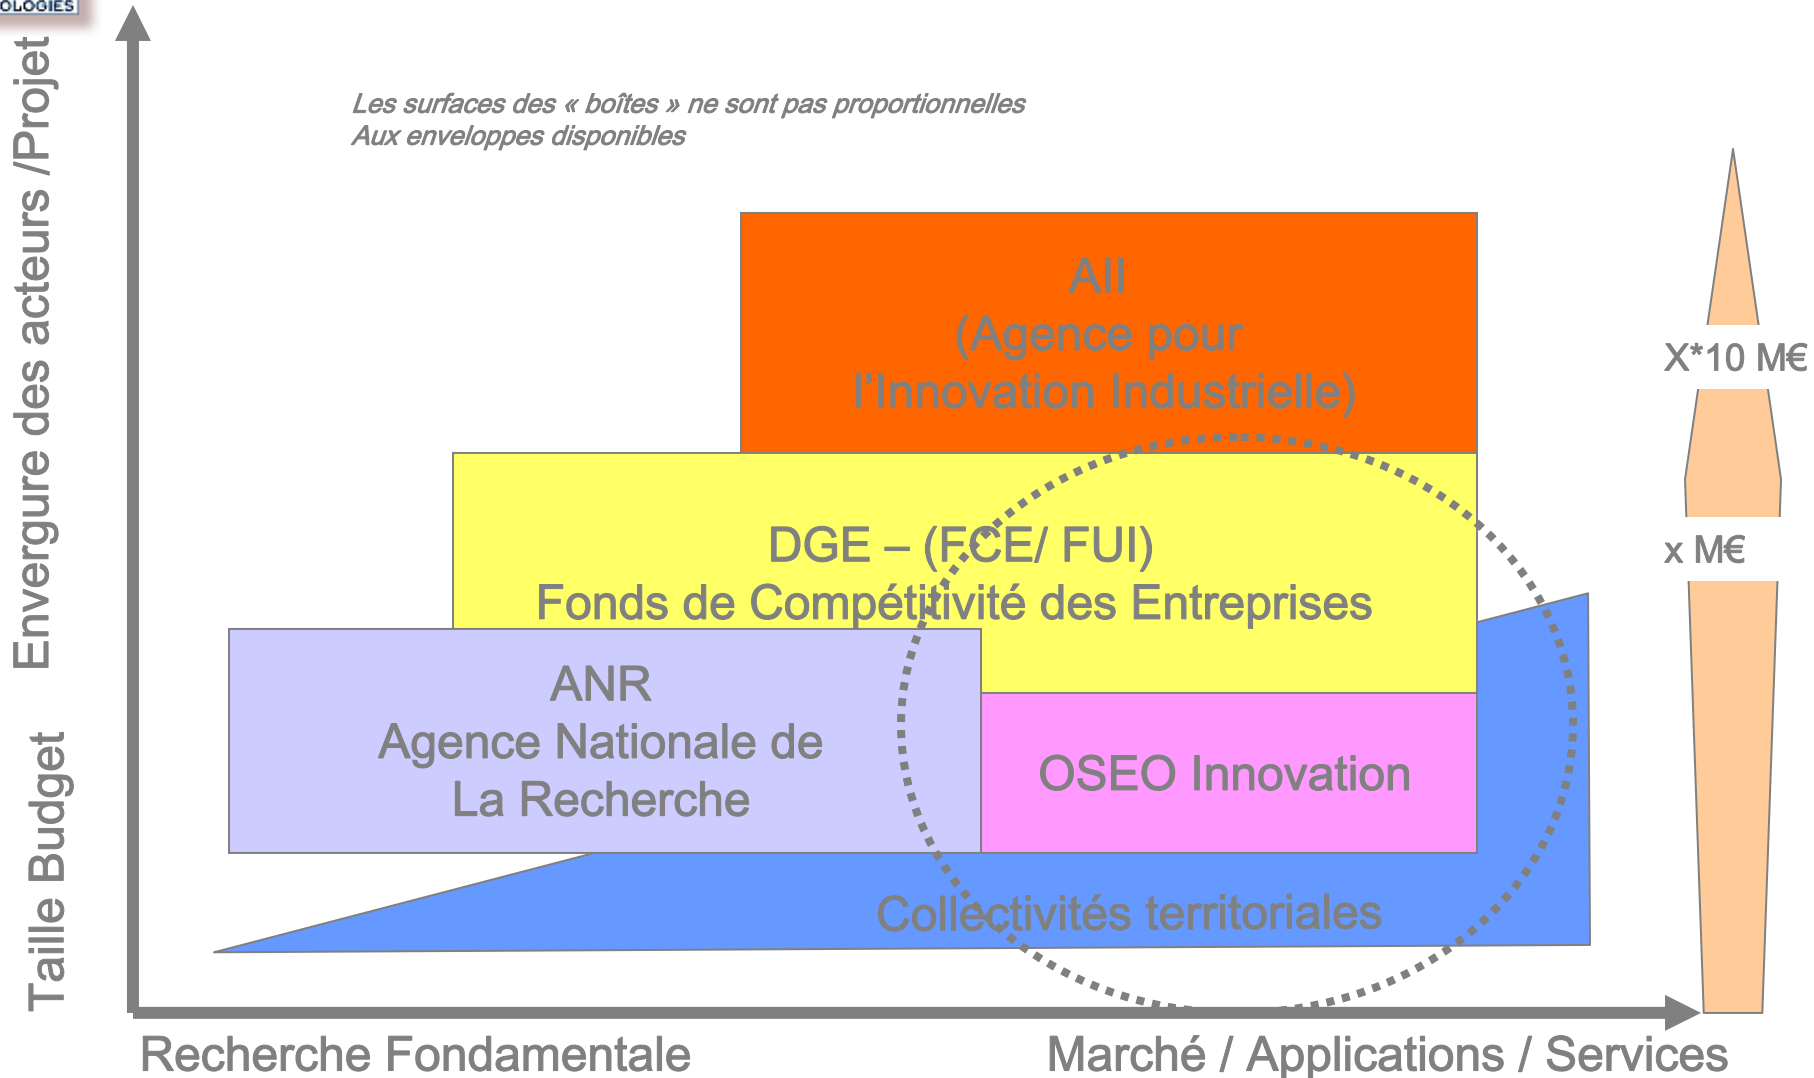 OLOGIES
Envergure des acteurs /Projet
Taille Budget
Les surfaces des « boîtes » ne sont pas proportionnelles
Aux enveloppes disponibles
AII
(Agence pour
l’Innovation Industrielle)
X*10 M€
DGE – (FCE/ FUI)
Fonds de Compétitivité des Entreprises
x M€
ANR
Agence Nationale de
La Recherche
OSEO Innovation
Collectivités territoriales
Recherche Fondamentale
Marché / Applications / Services